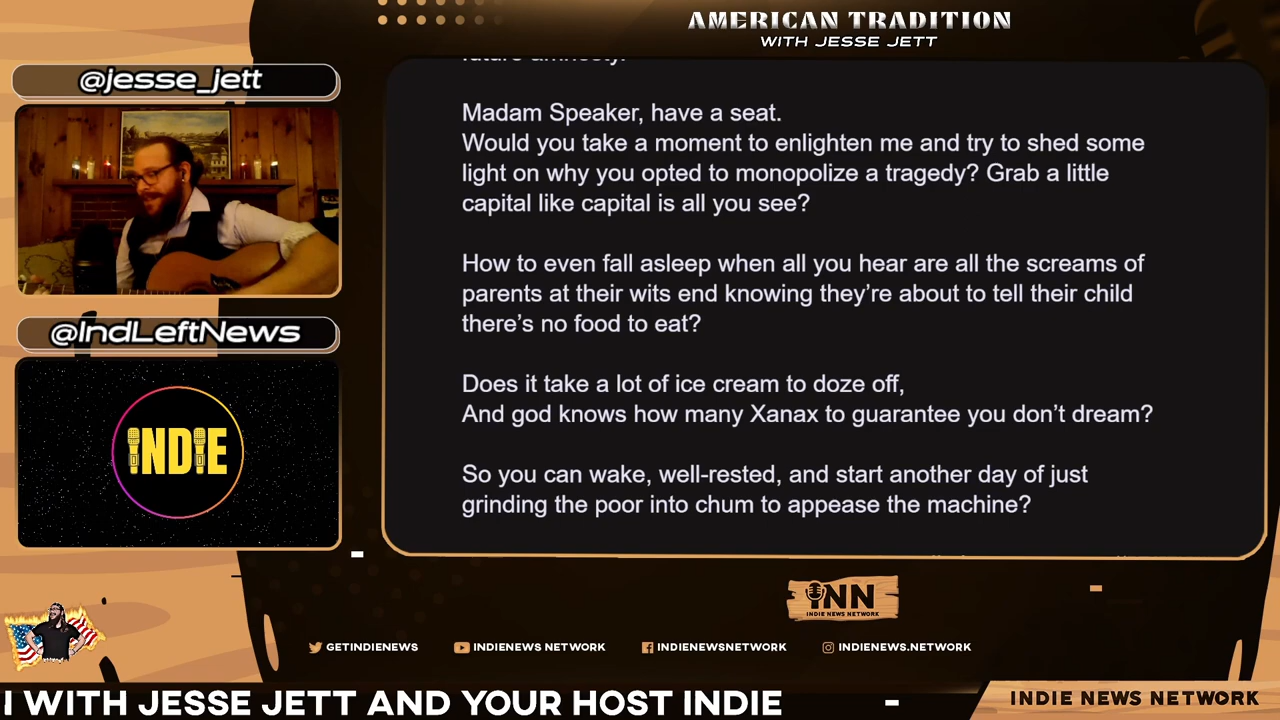 AMERICAN TRADITION
WITH JESSE JETT
@jesse_jett
future amnesty.
Madam Speaker, have a seat.
Would you take a moment to enlighten me and try to shed some
light on why you opted to monopolize a tragedy? Grab a little
capital like capital is all you see?
How to even fall asleep when all you hear are all the screams of
parents at their wits end knowing they’re about to tell their child
there’s no food to eat?
Does it take a lot of ice cream to doze off,
And god knows how many Xanax to guarantee you don’t dream?
So you can wake, well-rested, and start another day of just
grinding the poor into chum to appease the machine?
@IndLeftNews
INDIE
INN
INDIE NEWS NETWORK
GETINDIENEWS
INDIENEWS NETWORK
INDIENEWSNETWORK
INDIENEWS.NETWORK
WITH JESSE JETT AND YOUR HOST INDIE -
INDIE NEWS NETWORK